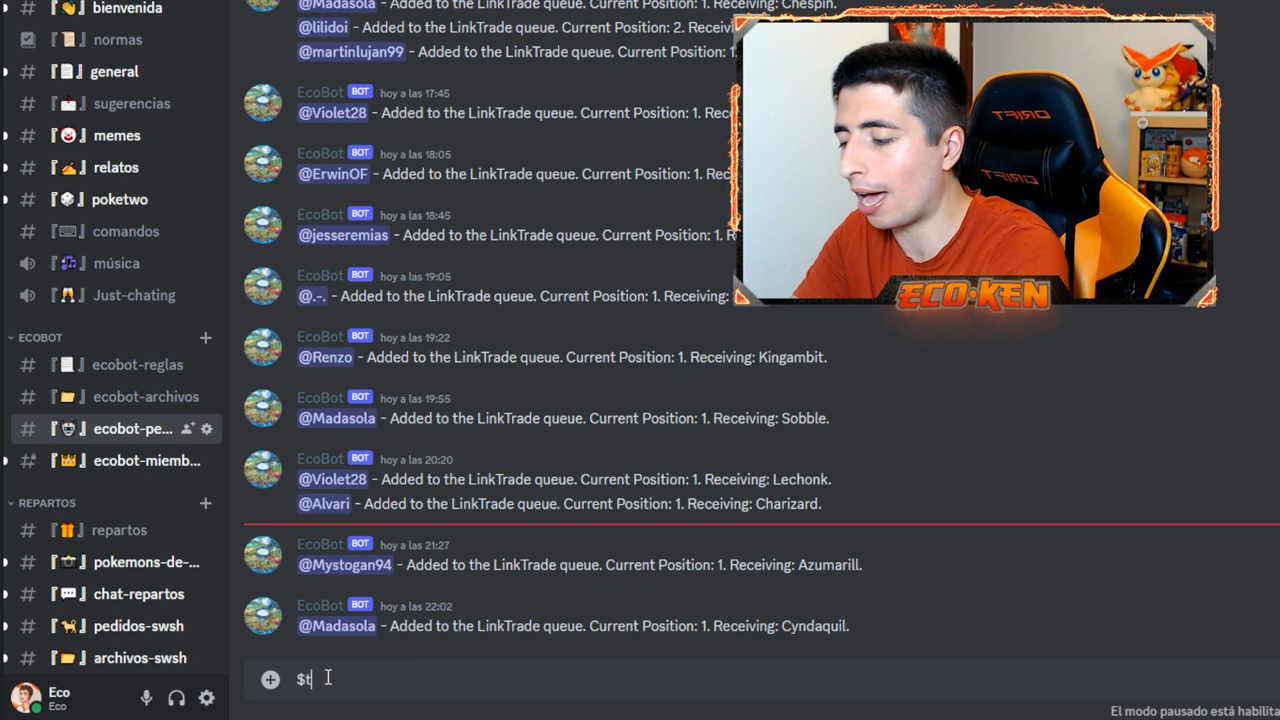 bienvenida
normas
general
sugerencias
memes
relatos
poketwo
comandos
música
Just-chating
ECOBOT
ecobot-reglas
ecobot-archivos
ecobot-pe...
ecobot-miemb...
REPARTOS
repartos
pokemons-de-...
chat-repartos
pedidos-swsh
archivos-swsh
Eco
Eco
@Madasola - Added to the LinkTrade queue. Current Position: 1. Receiving: Chespin.
@lilidoi - Added to the LinkTrade queue. Current Position: 2. Receivi
@martinlujan99 - Added to the LinkTrade queue. Current Position: 1.
EcoBot BOT hoy a las 17:45
@Violet28 - Added to the LinkTrade queue. Current Position: 1. Rec
EcoBot BOT hoy a las 18:05
@ErwinOF - Added to the LinkTrade queue. Current Position: 1. Rec
EcoBot BOT hoy a las 18:45
@jesseremias - Added to the LinkTrade queue. Current Position: 1. R
EcoBot BOT hoy a las 19:05
@.-. - Added to the LinkTrade queue. Current Position: 1. Receiving:
EcoBot BOT hoy a las 19:22
@Renzo - Added to the LinkTrade queue. Current Position: 1. Receiving: Kingambit.
EcoBot BOT hoy a las 19:55
@Madasola - Added to the LinkTrade queue. Current Position: 1. Receiving: Sobble.
EcoBot BOT hoy a las 20:20
@Violet28 - Added to the LinkTrade queue. Current Position: 1. Receiving: Lechonk.
@Alvari - Added to the LinkTrade queue. Current Position: 1. Receiving: Charizard.
EcoBot BOT hoy a las 21:27
@Mystogan94 - Added to the LinkTrade queue. Current Position: 1. Receiving: Azumarill.
EcoBot BOT hoy a las 22:02
@Madasola - Added to the LinkTrade queue. Current Position: 1. Receiving: Cyndaquil.
$t
El modo pausado está habilita
DRIFT
DRIFT
ECO·KEN